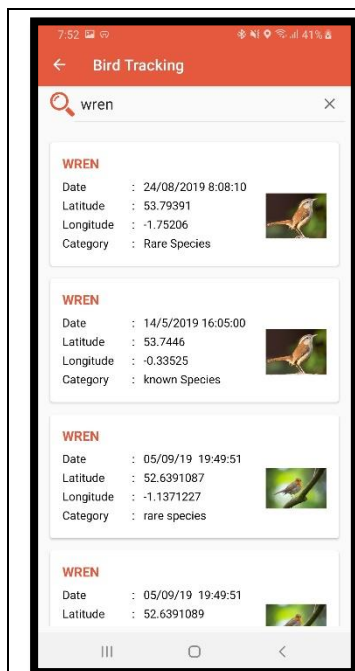 7:52 41%
Bird Tracking
wren
WREN
Date : 24/08/2019 8:08:10
Latitude : 53.79391
Longitude : -1.75206
Category : Rare Species
WREN
Date : 14/5/2019 16:05:00
Latitude : 53.7446
Longitude : -0.33525
Category : known Species
WREN
Date : 05/09/19 19:49:51
Latitude : 52.6391087
Longitude : -1.1371227
Category : rare species
WREN
Date : 05/09/19 19:49:51
Latitude : 52.6391089